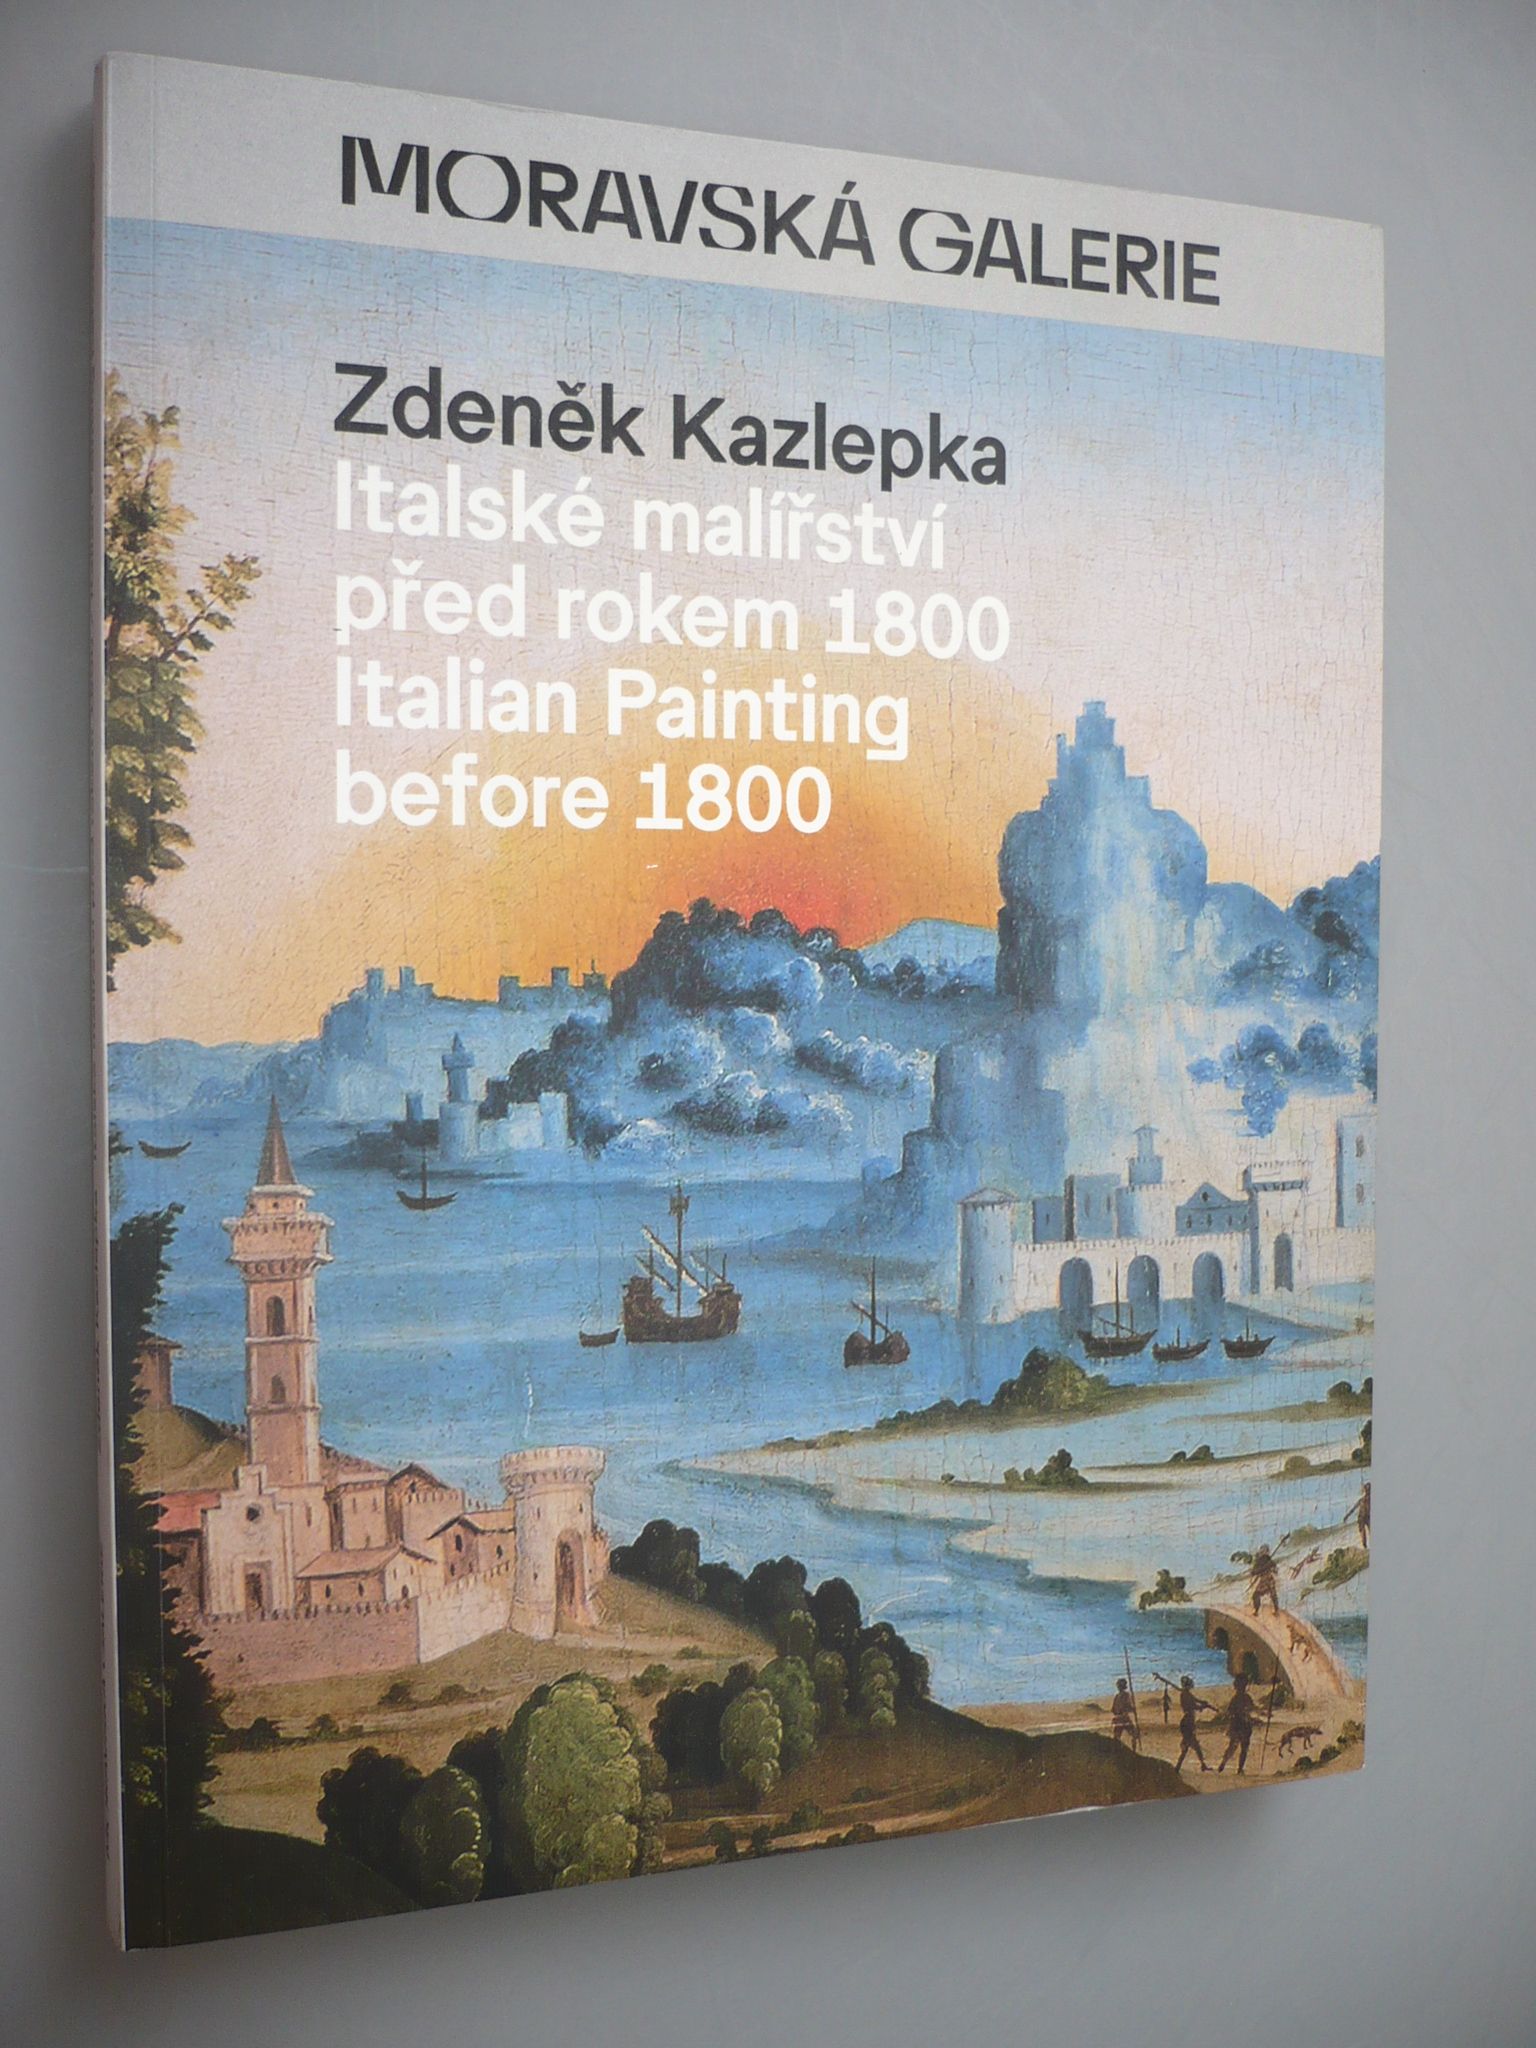 MORAVSKÁ GALERIE
Zdeněk Kazlepka
Italské malířství
před rokem 1800
Italian Painting
before 1800